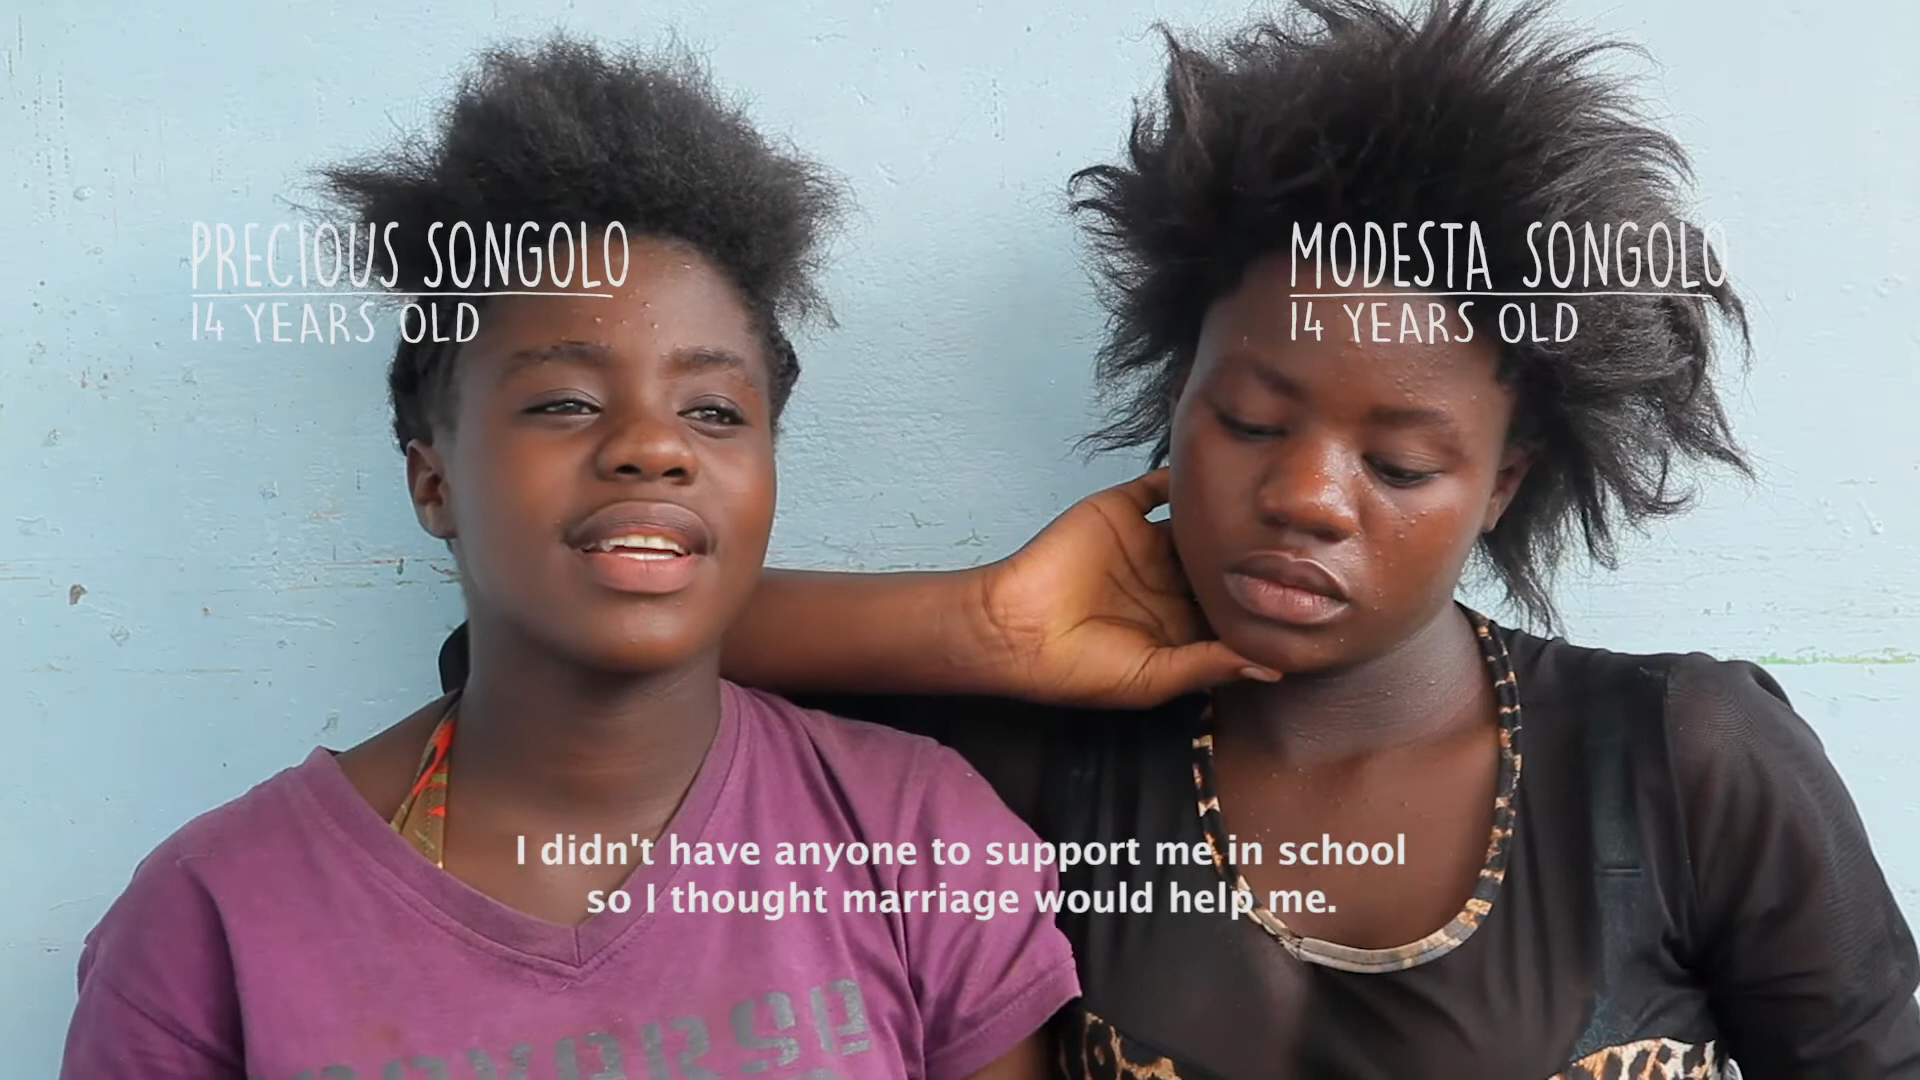 PRECIOUS SONGOLO
14 YEARS OLD
MODESTA SONGOLO
14 YEARS OLD
I didn't have anyone to support me in school
so I thought marriage would help me.